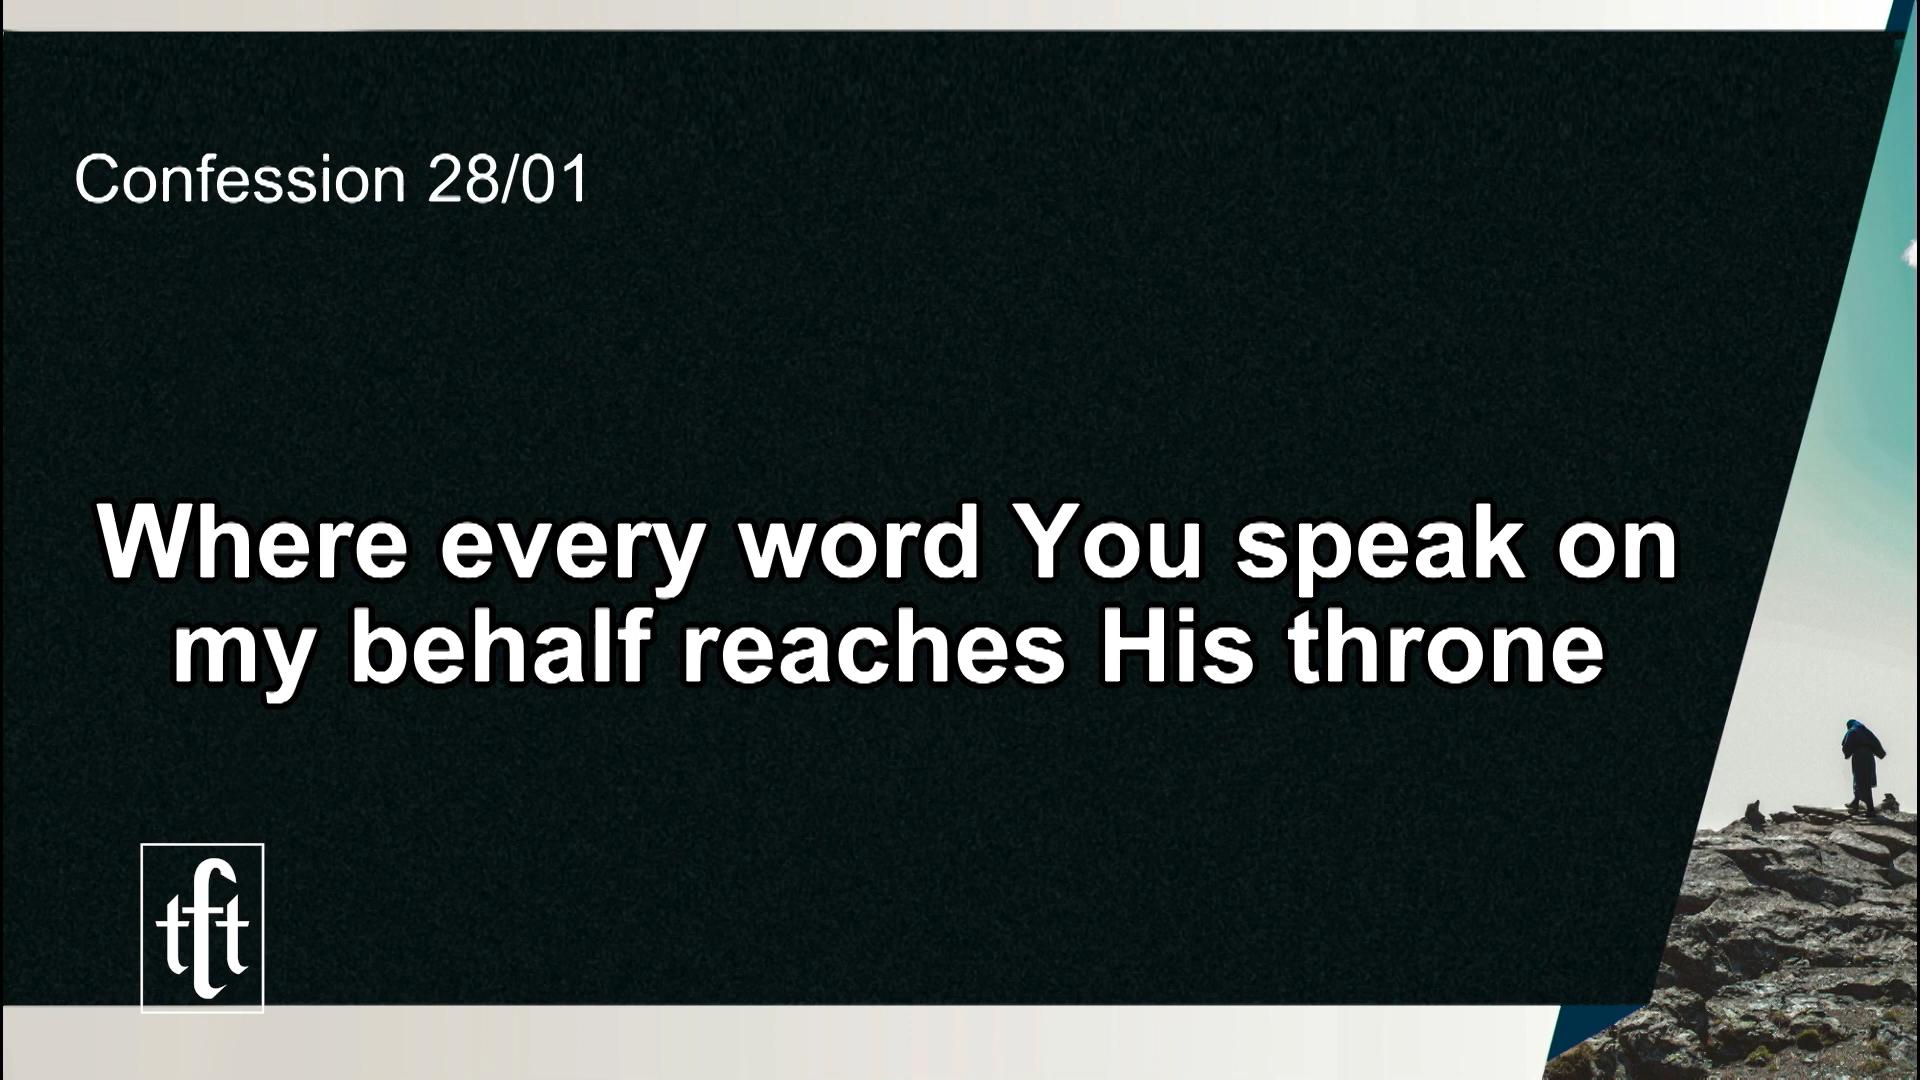 Confession 28/01
Where every word You speak on
my behalf reaches His throne
tft